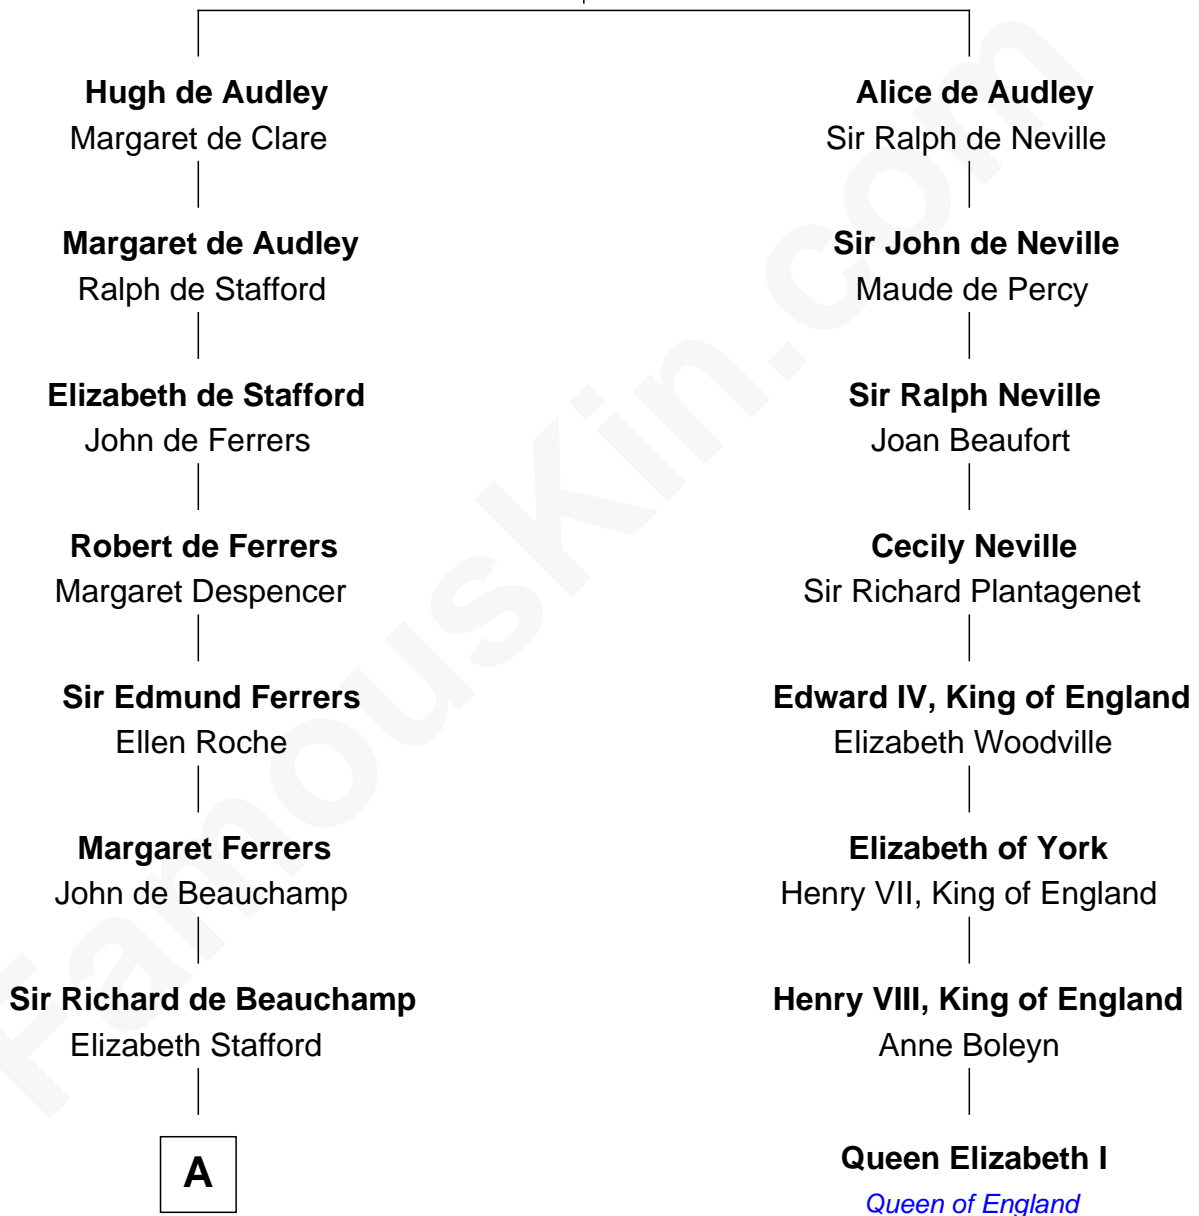 Hugh de Audley
Margaret de Clare
Margaret de Audley
Ralph de Stafford
Elizabeth de Stafford
John de Ferrers
Robert de Ferrers
Margaret Despencer
Sir Edmund Ferrers
Ellen Roche
Margaret Ferrers
John de Beauchamp
Sir Richard de Beauchamp
Elizabeth Stafford
A
Alice de Audley
Sir Ralph de Neville
Sir John de Neville
Maude de Percy
Sir Ralph Neville
Joan Beaufort
Cecily Neville
Sir Richard Plantagenet
Edward IV, King of England
Elizabeth Woodville
Elizabeth of York
Henry VII, King of England
Henry VIII, King of England
Anne Boleyn
Queen Elizabeth I
Queen of England
FamousKin.com